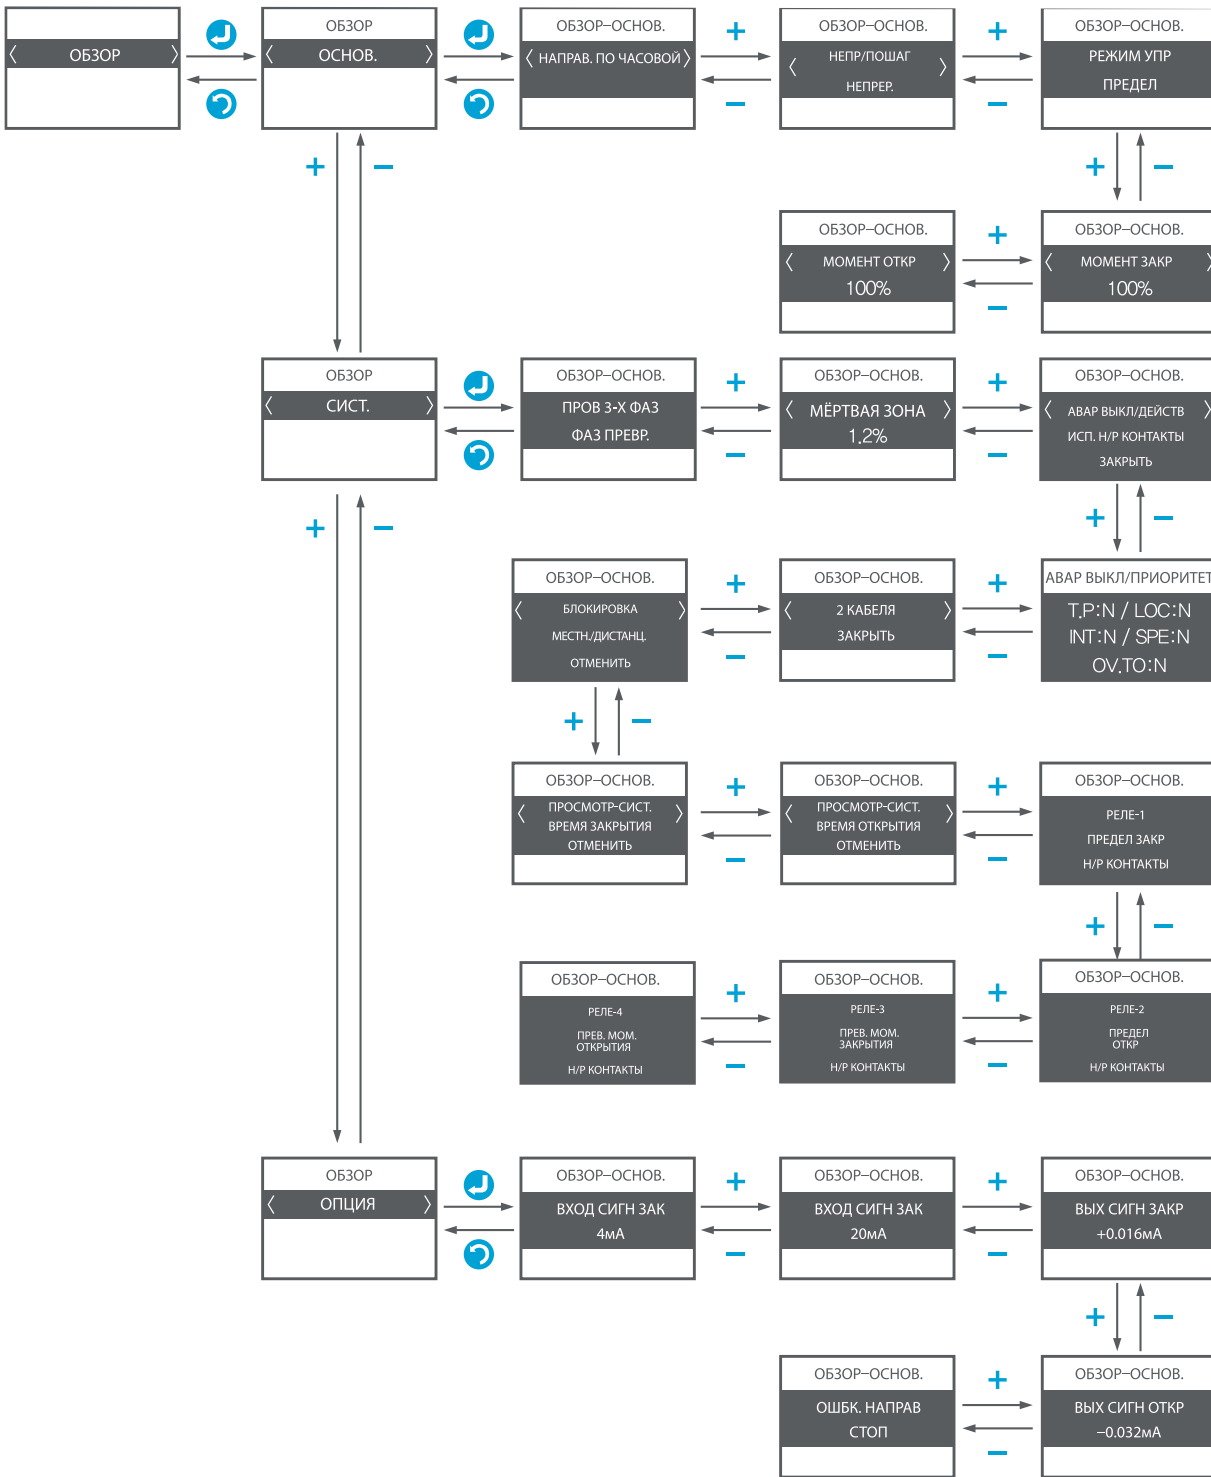 ОБЗОР
ОБЗОР
ОСНОВ.
ОБЗОР-ОСНОВ.
НАПРАВ. ПО ЧАСОВОЙ
ОБЗОР-ОСНОВ.
НЕПР/ПОШАГ
НЕПРЕР.
ОБЗОР-ОСНОВ.
РЕЖИМ УПР
ПРЕДЕЛ
+
−
+
−
+
−
+
−
ОБЗОР-ОСНОВ.
МОМЕНТ ОТКР
100%
+
−
ОБЗОР-ОСНОВ.
МОМЕНТ ЗАКР
100%
ОБЗОР
СИСТ.
ОБЗОР-ОСНОВ.
ПРОВ 3-Х ФАЗ
ФАЗ ПРЕВР.
+
−
ОБЗОР-ОСНОВ.
МЁРТВАЯ ЗОНА
1.2%
+
−
ОБЗОР-ОСНОВ.
АВАР ВЫКЛ/ДЕЙСТВ
ИСП. Н/Р КОНТАКТЫ
ЗАКРЫТЬ
+
−
+
−
ОБЗОР-ОСНОВ.
БЛОКИРОВКА
МЕСТН./ДИСТАНЦ.
ОТМЕНИТЬ
+
−
ОБЗОР-ОСНОВ.
2 КАБЕЛЯ
ЗАКРЫТЬ
+
−
АВАР ВЫКЛ/ПРИОРИТЕТ
T.P:N / LOC:N
INT:N / SPE:N
OV.TO:N
+
−
ОБЗОР-ОСНОВ.
ПРОСМОТР-СИСТ.
ВРЕМЯ ЗАКРЫТИЯ
ОТМЕНИТЬ
+
−
ОБЗОР-ОСНОВ.
ПРОСМОТР-СИСТ.
ВРЕМЯ ОТКРЫТИЯ
ОТМЕНИТЬ
+
−
ОБЗОР-ОСНОВ.
РЕЛЕ-1
ПРЕДЕЛ ЗАКР
Н/Р КОНТАКТЫ
+
−
ОБЗОР-ОСНОВ.
РЕЛЕ-4
ПРЕВ. МОМ.
ОТКРЫТИЯ
Н/Р КОНТАКТЫ
+
−
ОБЗОР-ОСНОВ.
РЕЛЕ-3
ПРЕВ. МОМ.
ЗАКРЫТИЯ
Н/Р КОНТАКТЫ
+
−
ОБЗОР-ОСНОВ.
РЕЛЕ-2
ПРЕДЕЛ
ОТКР
Н/Р КОНТАКТЫ
ОБЗОР
ОПЦИЯ
ОБЗОР-ОСНОВ.
ВХОД СИГН ЗАК
4мА
+
−
ОБЗОР-ОСНОВ.
ВХОД СИГН ЗАК
20мА
+
−
ОБЗОР-ОСНОВ.
ВЫХ СИГН ЗАКР
+0.016мА
+
−
ОБЗОР-ОСНОВ.
ОШБК. НАПРАВ
СТОП
+
−
ОБЗОР-ОСНОВ.
ВЫХ СИГН ОТКР
−0.032мА